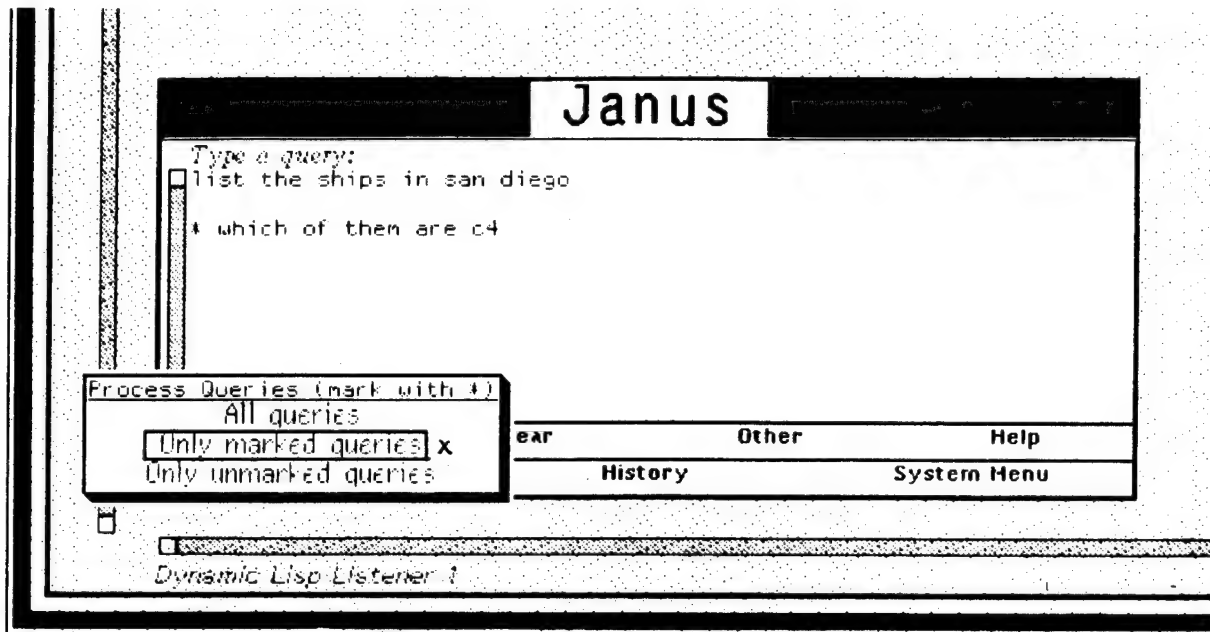 Janus
Type a query:
list the ships in san diego
* which of them are c4
Process Queries (mark with *)
All queries
Only marked queries x
Only unmarked queries
ear Other Help
History System Menu
Dynamic Lisp Listener 1